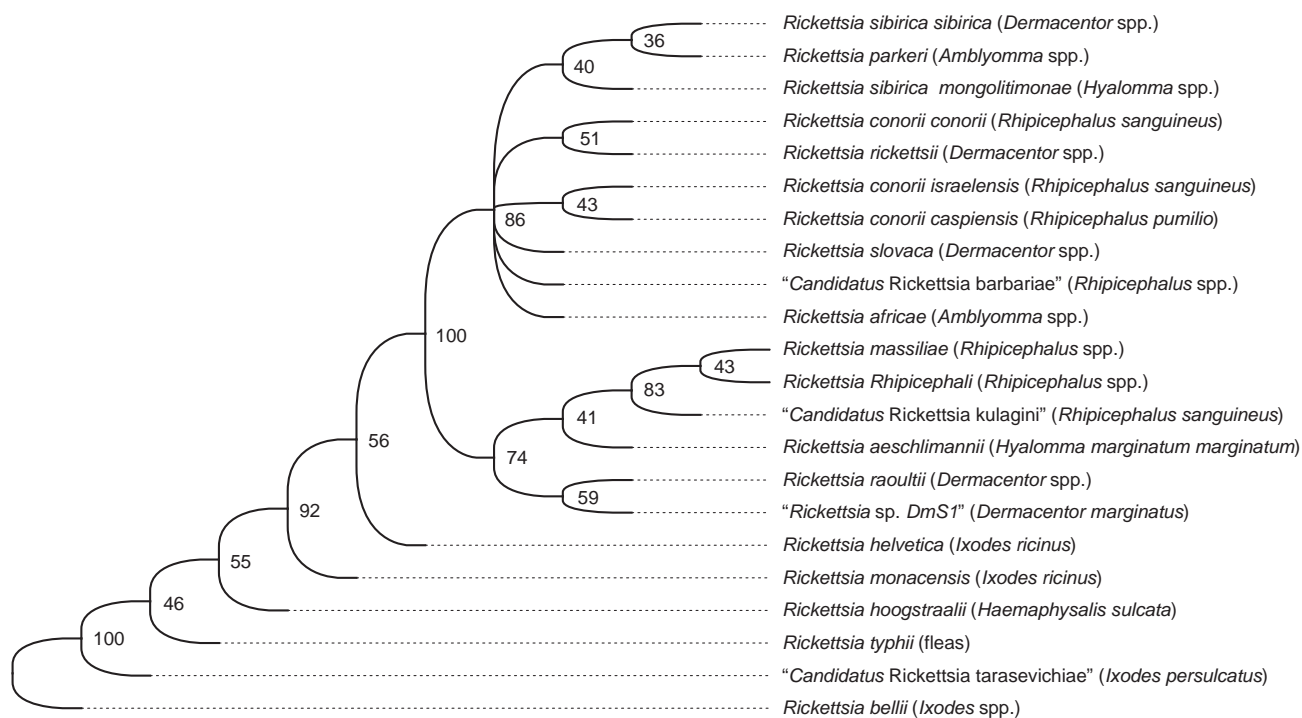 36 Rickettsia sibirica sibirica (Dermacentor spp.)
Rickettsia parkeri (Amblyomma spp.)
40
Rickettsia sibirica mongolitimonae (Hyalomma spp.)
Rickettsia conorii conorii (Rhipicephalus sanguineus)
51
Rickettsia rickettsii (Dermacentor spp.)
Rickettsia conorii israelensis (Rhipicephalus sanguineus)
43
86 Rickettsia conorii caspiensis (Rhipicephalus pumilio)
Rickettsia slovaca (Dermacentor spp.)
“Candidatus Rickettsia barbariae” (Rhipicephalus spp.)
Rickettsia africae (Amblyomma spp.)
100
Rickettsia massiliae (Rhipicephalus spp.)
43
Rickettsia Rhipicephali (Rhipicephalus spp.)
83
“Candidatus Rickettsia kulagini” (Rhipicephalus sanguineus)
41
56 Rickettsia aeschlimannii (Hyalomma marginatum marginatum)
74
Rickettsia raoultii (Dermacentor spp.)
59
92 “Rickettsia sp. DmS1” (Dermacentor marginatus)
Rickettsia helvetica (Ixodes ricinus)
55
Rickettsia monacensis (Ixodes ricinus)
46
Rickettsia hoogstraalii (Haemaphysalis sulcata)
100
Rickettsia typhii (fleas)
“Candidatus Rickettsia tarasevichiae” (Ixodes persulcatus)
Rickettsia bellii (Ixodes spp.)